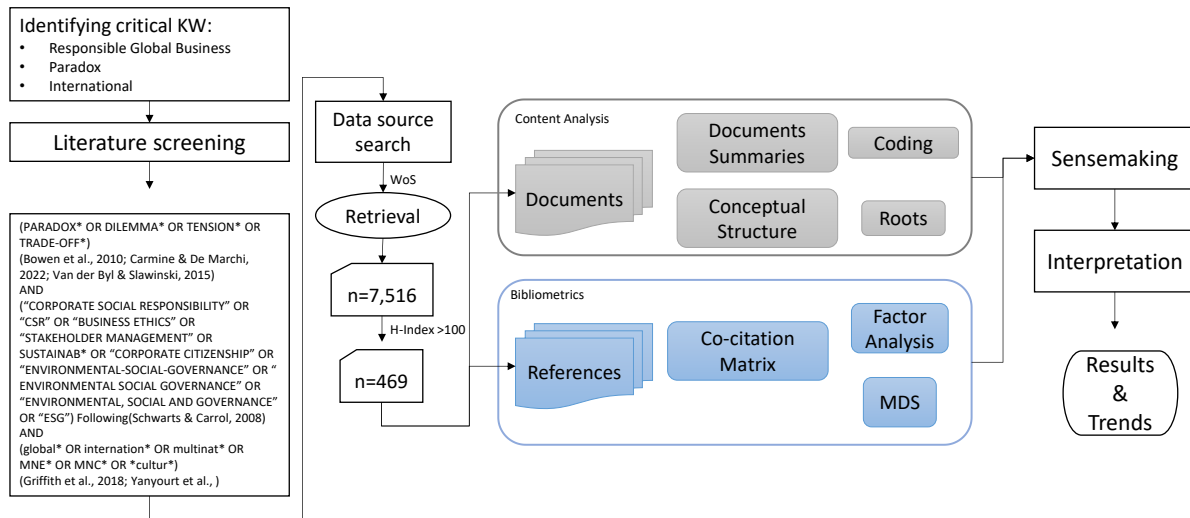 Identifying critical KW:
• Responsible Global Business
• Paradox
• International
Literature screening
(PARADOX* OR DILEMMA* OR TENSION* OR
TRADE-OFF*)
(Bowen et al., 2010; Carmine & De Marchi,
2022; Van der Byl & Slawinski, 2015)
AND
(“CORPORATE SOCIAL RESPONSIBILITY” OR
“CSR” OR “BUSINESS ETHICS” OR
“STAKEHOLDER MANAGEMENT” OR
SUSTAINAB* OR “CORPORATE CITIZENSHIP” OR
“ENVIRONMENTAL-SOCIAL-GOVERNANCE” OR “
ENVIRONMENTAL SOCIAL GOVERNANCE” OR
“ENVIRONMENTAL, SOCIAL AND GOVERNANCE”
OR “ESG”) Following(Schwarts & Carrol, 2008)
AND
(global* OR internation* OR multinat* OR
MNE* OR MNC* OR *cultur*)
(Griffith et al., 2018; Yanyourt et al., )
Data source
search
WoS
Retrieval
n=7,516
H-Index >100
n=469
Content Analysis
Documents
Documents
Summaries
Coding
Conceptual
Structure
Roots
Bibliometrics
References
Co-citation
Matrix
Factor
Analysis
MDS
Sensemaking
Interpretation
Results
&
Trends